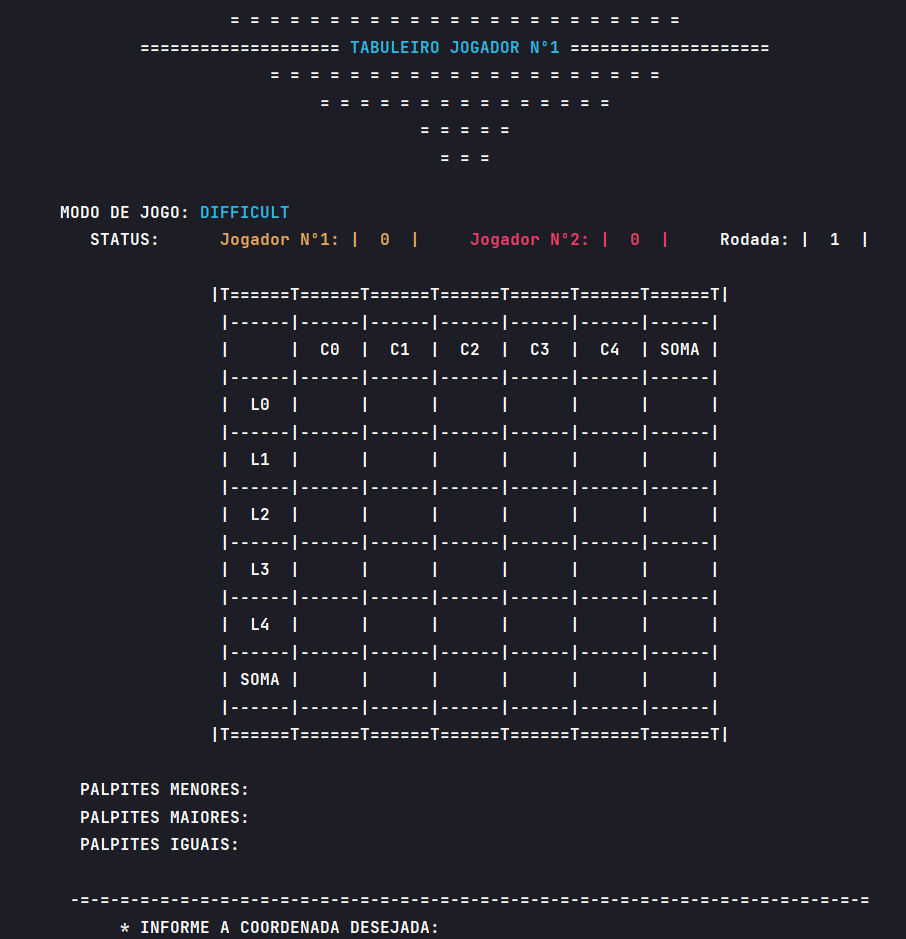 = = = = = = = = = = = = = = = = = = = = = = =
==================== TABULEIRO JOGADOR N°1 ====================
= = = = = = = = = = = = = = = = = = = =
= = = = = = = = = = = = = = =
= = = = =
= = =
MODO DE JOGO: DIFFICULT
STATUS: Jogador N°1: | 0 | Jogador N°2: | 0 | Rodada: | 1 |
|T======T======T======T======T======T======T======T|
|------|------|------|------|------|------|------|
|      |  C0  |  C1  |  C2  |  C3  |  C4  | SOMA |
|------|------|------|------|------|------|------|
|  L0  |      |      |      |      |      |      |
|------|------|------|------|------|------|------|
|  L1  |      |      |      |      |      |      |
|------|------|------|------|------|------|------|
|  L2  |      |      |      |      |      |      |
|------|------|------|------|------|------|------|
|  L3  |      |      |      |      |      |      |
|------|------|------|------|------|------|------|
|  L4  |      |      |      |      |      |      |
|------|------|------|------|------|------|------|
| SOMA |      |      |      |      |      |      |
|------|------|------|------|------|------|------|
|T======T======T======T======T======T======T======T|
PALPITES MENORES:
PALPITES MAIORES:
PALPITES IGUAIS:
-=-=-=-=-=-=-=-=-=-=-=-=-=-=-=-=-=-=-=-=-=-=-=-=-=-=-=-=-=-=-=-=-=-=-=-=-=-=-=-=
* INFORME A COORDENADA DESEJADA: